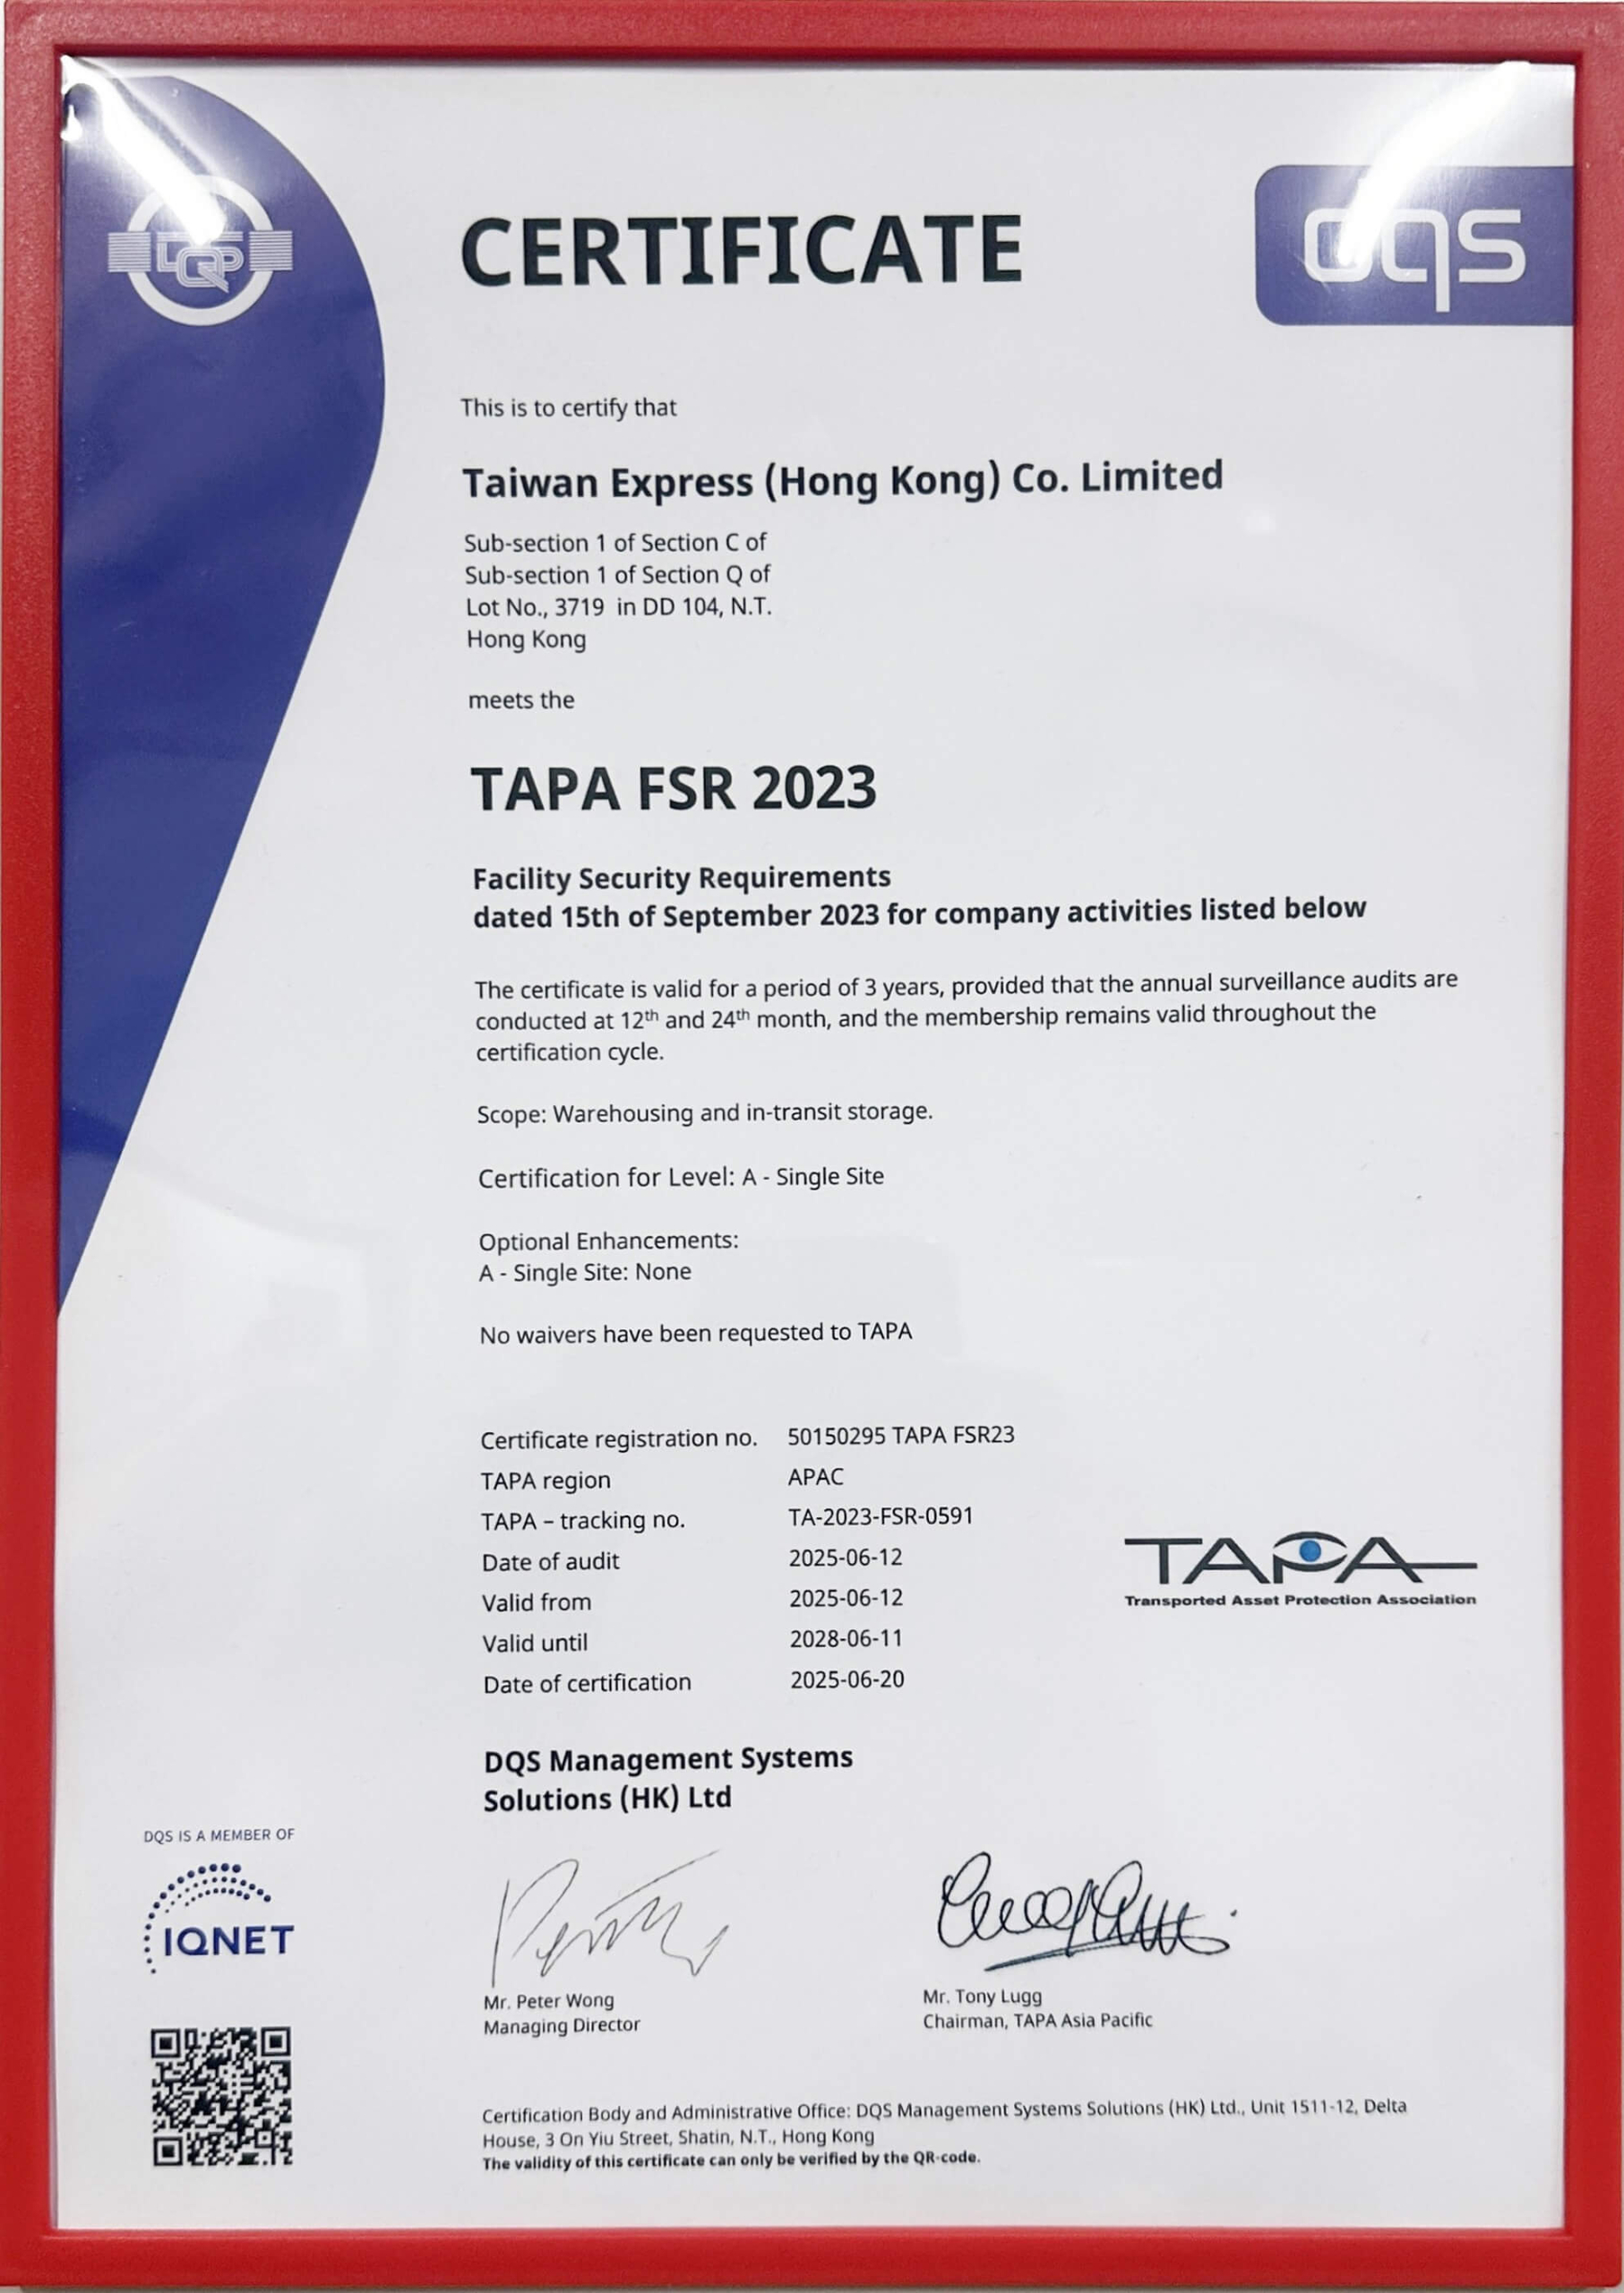 CERTIFICATE
dqs
DQS
This is to certify that
Taiwan Express (Hong Kong) Co. Limited
Sub-section 1 of Section C of
Sub-section 1 of Section Q of
Lot No., 3719 in DD 104, N.T.
Hong Kong
meets the
TAPA FSR 2023
Facility Security Requirements
dated 15th of September 2023 for company activities listed below
The certificate is valid for a period of 3 years, provided that the annual surveillance audits are
conducted at 12th and 24th month, and the membership remains valid throughout the
certification cycle.
Scope: Warehousing and in-transit storage.
Certification for Level: A - Single Site
Optional Enhancements:
A - Single Site: None
No waivers have been requested to TAPA
Certificate registration no. 50150295 TAPA FSR23
TAPA region APAC
TAPA – tracking no. TA-2023-FSR-0591
Date of audit 2025-06-12
Valid from 2025-06-12
Valid until 2028-06-11
Date of certification 2025-06-20
TAPA
Transported Asset Protection Association
DQS Management Systems
Solutions (HK) Ltd
DQS IS A MEMBER OF
IQNET
Mr. Peter Wong
Managing Director
Mr. Tony Lugg
Chairman, TAPA Asia Pacific
Certification Body and Administrative Office: DQS Management Systems Solutions (HK) Ltd., Unit 1511-12, Delta
House, 3 On Yiu Street, Shatin, N.T., Hong Kong
The validity of this certificate can only be verified by the QR-code.